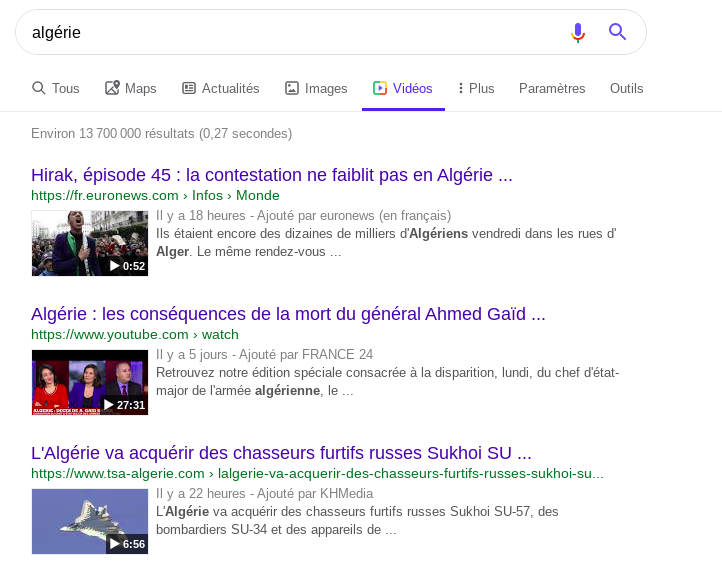 algérie
Tous Maps Actualités Images Vidéos Plus Paramètres Outils
Environ 13 700 000 résultats (0,27 secondes)
Hirak, épisode 45 : la contestation ne faiblit pas en Algérie ...
https://fr.euronews.com › Infos › Monde
Il y a 18 heures - Ajouté par euronews (en français)
Ils étaient encore des dizaines de milliers d'Algériens vendredi dans les rues d'
Alger. Le même rendez-vous ...
0:52
Algérie : les conséquences de la mort du général Ahmed Gaïd ...
https://www.youtube.com › watch
Il y a 5 jours - Ajouté par FRANCE 24
Retrouvez notre édition spéciale consacrée à la disparition, lundi, du chef d'état-
major de l'armée algérienne, le ...
27:31
L'Algérie va acquérir des chasseurs furtifs russes Sukhoi SU ...
https://www.tsa-algerie.com › lalgerie-va-acquerir-des-chasseurs-furtifs-russes-sukhoi-su...
Il y a 22 heures - Ajouté par KHMedia
L'Algérie va acquérir des chasseurs furtifs russes Sukhoi SU-57, des
bombardiers SU-34 et des appareils de ...
6:56